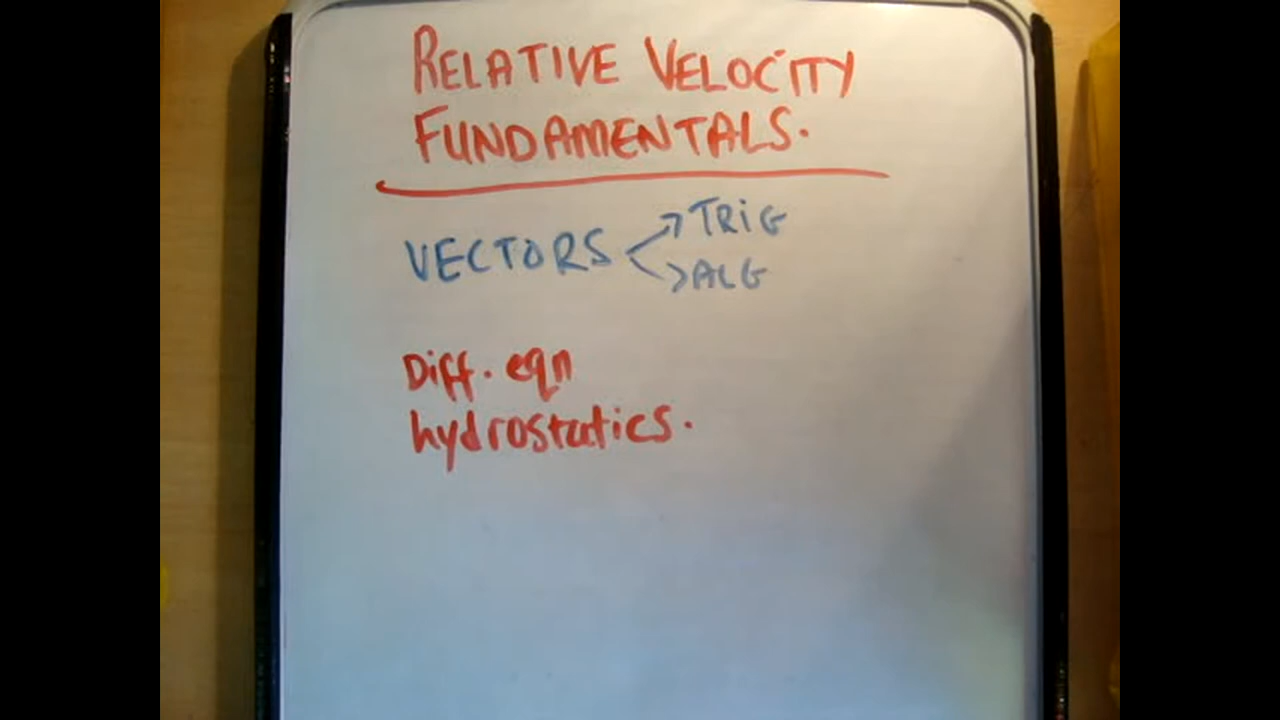 RELATIVE VELOCITY
FUNDAMENTALS.
VECTORS
TRIG
ALG
Diff. eqn
hydrostatics.